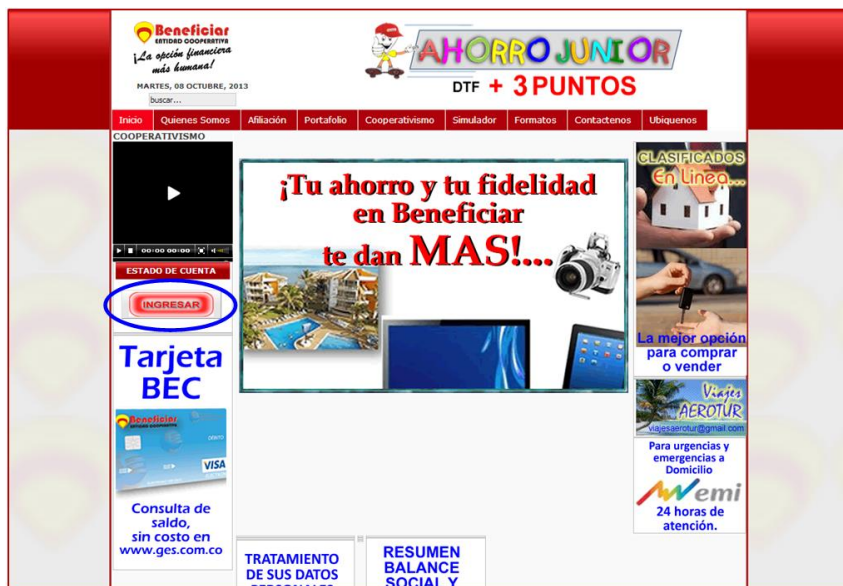 Beneficiar
ENTIDAD COOPERATIVA
¡La opción financiera
más humana!
MARTES, 08 OCTUBRE, 2013
buscar...
AHORRO JUNIOR
DTF + 3 PUNTOS
Inicio Quienes Somos Afiliación Portafolio Cooperativismo Simulador Formatos Contactenos Ubiquenos
COOPERATIVISMO
00:00 00:00
ESTADO DE CUENTA
INGRESAR
Tarjeta
BEC
Beneficiar
ENTIDAD COOPERATIVA
DÉBITO
VISA
Consulta de
saldo,
sin costo en
www.ges.com.co
¡Tu ahorro y tu fidelidad
en Beneficiar
te dan MAS!...
TRATAMIENTO
DE SUS DATOS
PERSONALES
RESUMEN
BALANCE
SOCIAL Y
CLASIFICADOS
En Linea...
La mejor opción
para comprar
o vender
Viajes
AEROTUR
viajesaerotur@gmail.com
Para urgencias y
emergencias a
Domicilio
emi
24 horas de
atención.